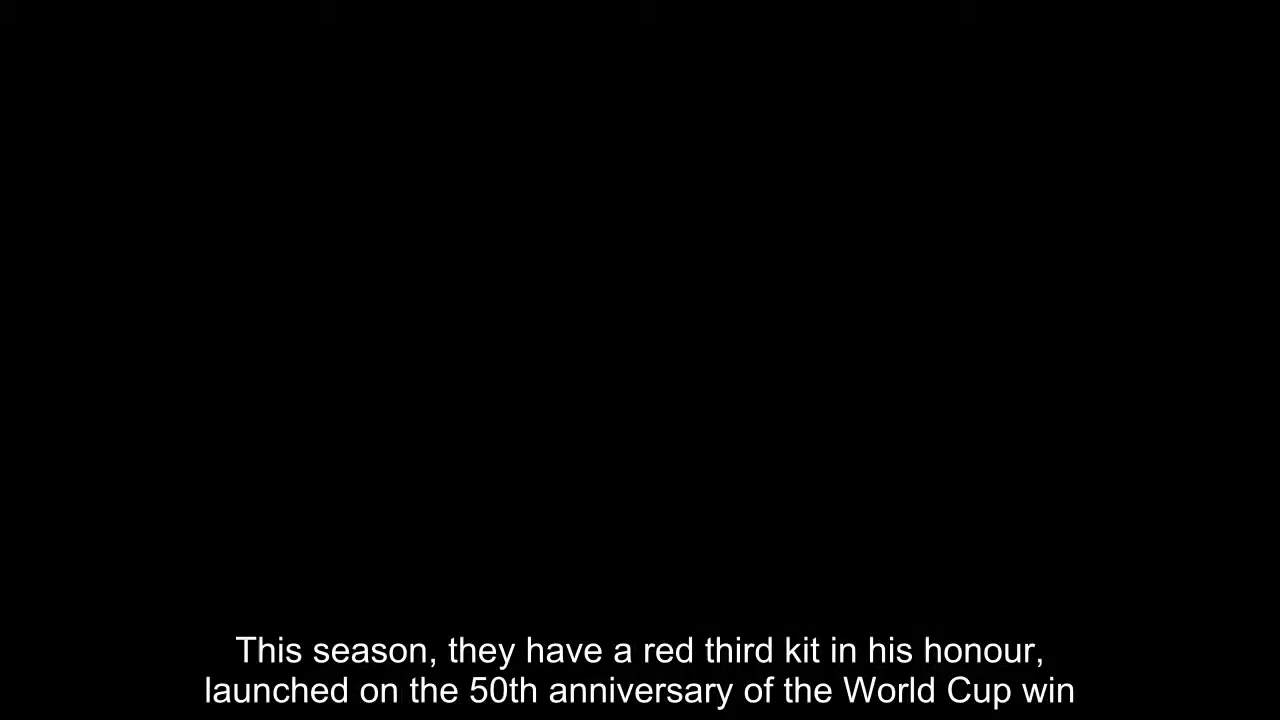 This season, they have a red third kit in his honour,
launched on the 50th anniversary of the World Cup win